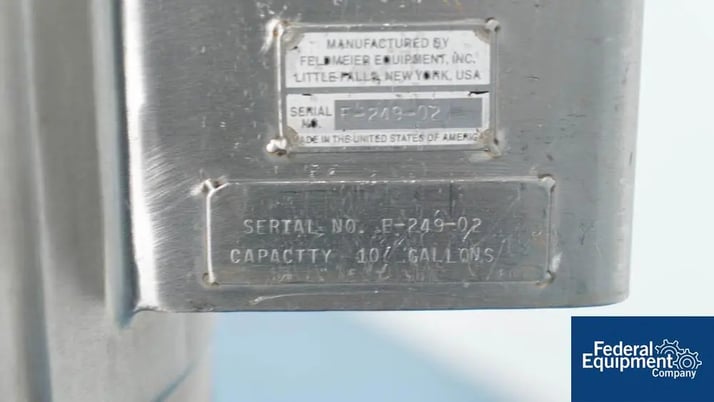 MANUFACTURED BY
FELDMEIER EQUIPMENT, INC.
LITTLE FALLS, NEW YORK, USA
SERIAL NO. E-249-02
MADE IN THE UNITED STATES OF AMERICA
SERIAL NO. E-249-02
CAPACTTY GALLONS
Federal
Equipment
Company